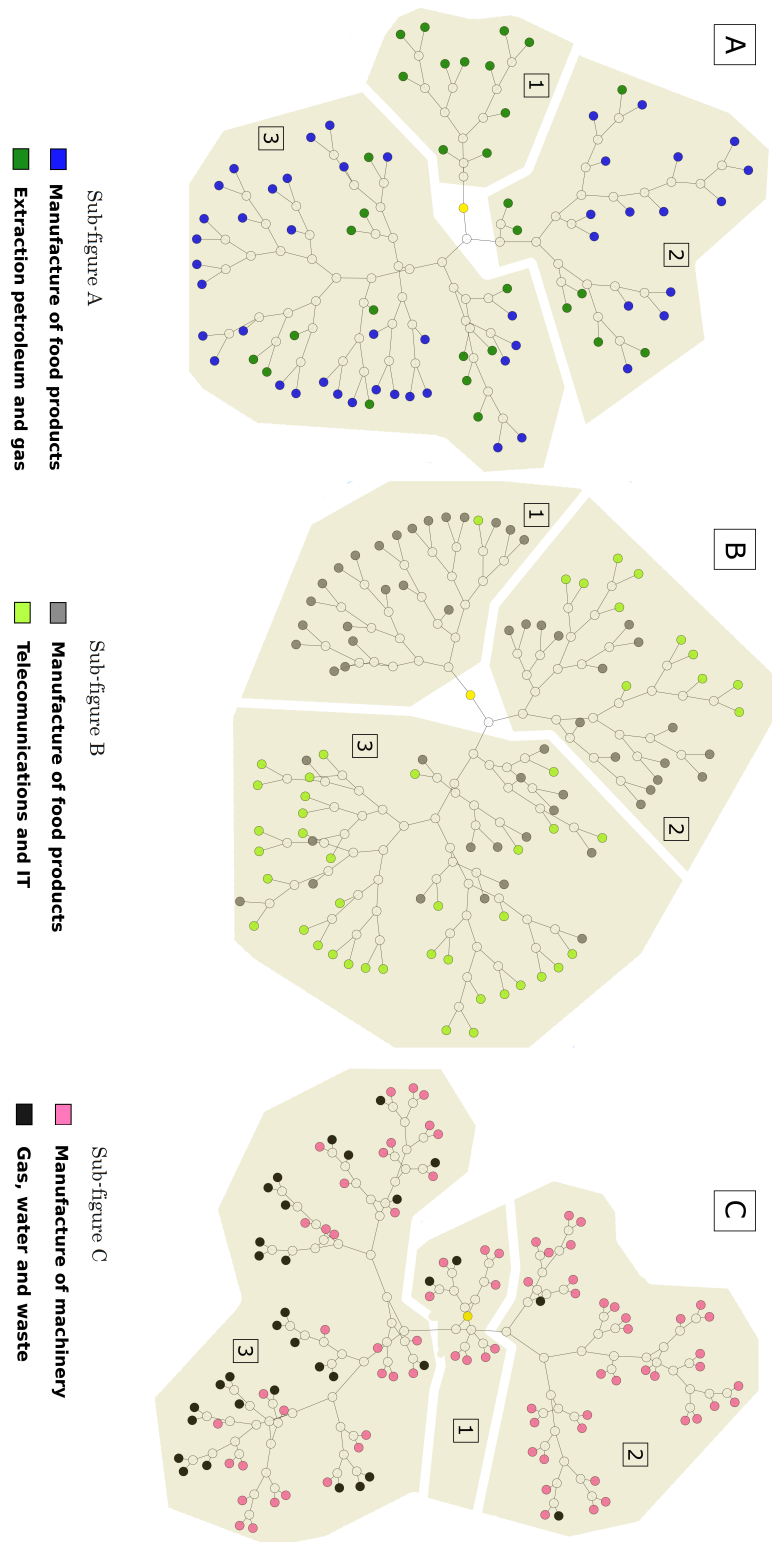 A
1
2
3
Sub-figure A
Manufacture of food products
Extraction petroleum and gas
B
1
2
3
Sub-figure B
Manufacture of food products
Telecomunications and IT
C
1
2
3
Sub-figure C
Manufacture of machinery
Gas, water and waste